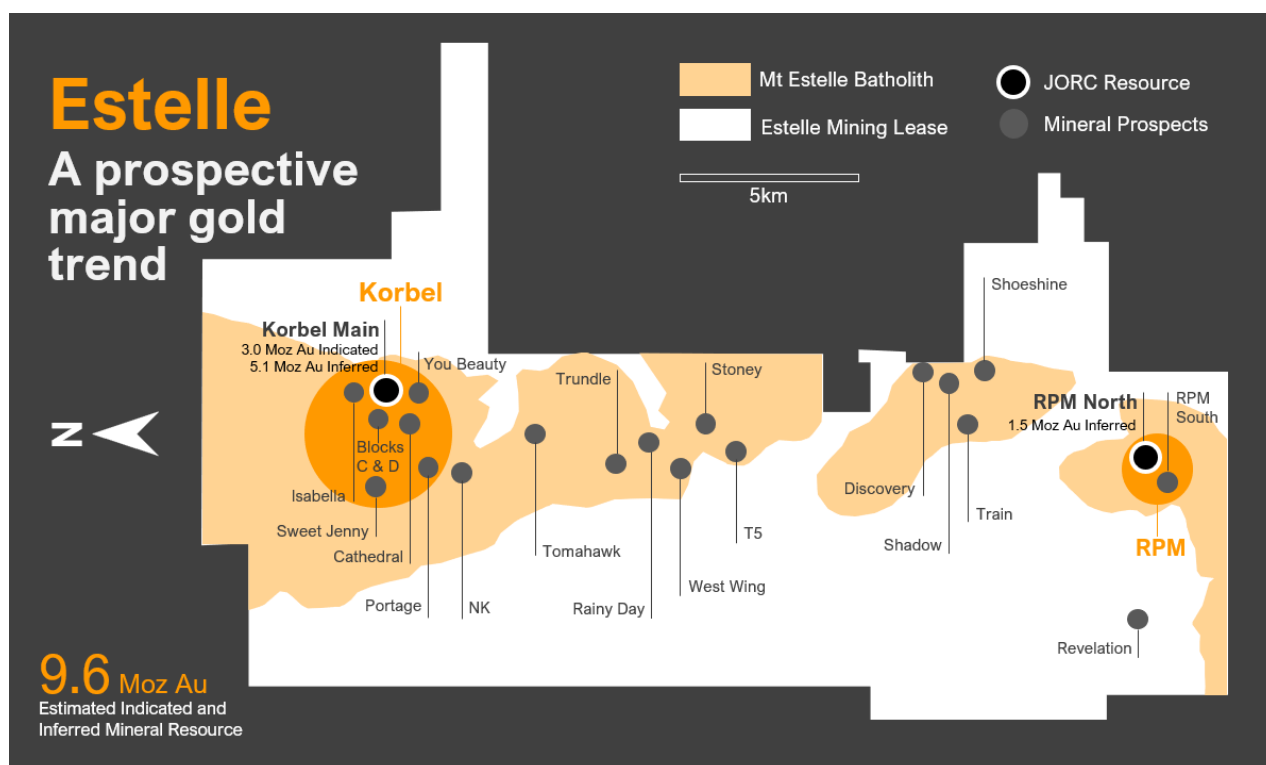 Estelle
A prospective
major gold
trend
Mt Estelle Batholith
Estelle Mining Lease
JORC Resource
Mineral Prospects
5km
Shoeshine
Korbel
Korbel Main
3.0 Moz Au Indicated
5.1 Moz Au Inferred
You Beauty
Trundle
Stoney
RPM North
1.5 Moz Au Inferred
RPM
South
N
Blocks
C & D
Isabella
Sweet Jenny
Cathedral
Portage
NK
Tomahawk
Rainy Day
West Wing
T5
Discovery
Shadow
Train
RPM
Revelation
9.6 Moz Au
Estimated Indicated and
Inferred Mineral Resource